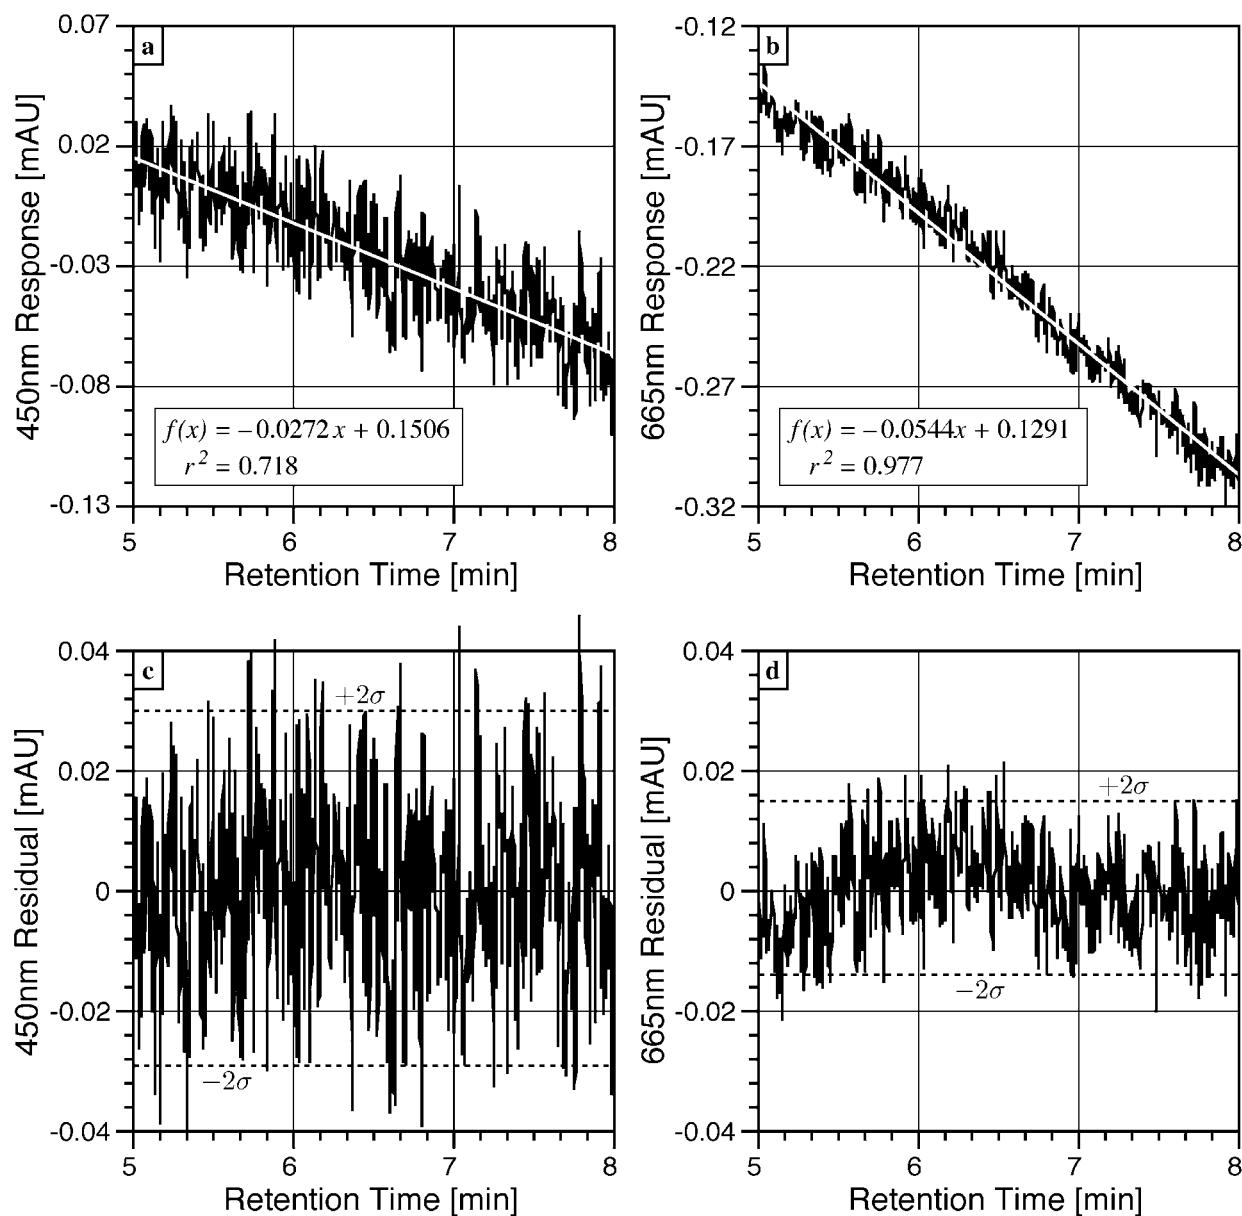 a
450nm Response [mAU]
0.07
0.02
-0.03
-0.08
-0.13
f(x) = −0.0272x + 0.1506
r² = 0.718
5 6 7 8
Retention Time [min]
b
665nm Response [mAU]
-0.12
-0.17
-0.22
-0.27
-0.32
f(x) = −0.0544x + 0.1291
r² = 0.977
5 6 7 8
Retention Time [min]
c
450nm Residual [mAU]
0.04
0.02
0
-0.02
-0.04
+2σ
−2σ
5 6 7 8
Retention Time [min]
d
665nm Residual [mAU]
0.04
0.02
0
-0.02
-0.04
+2σ
−2σ
5 6 7 8
Retention Time [min]